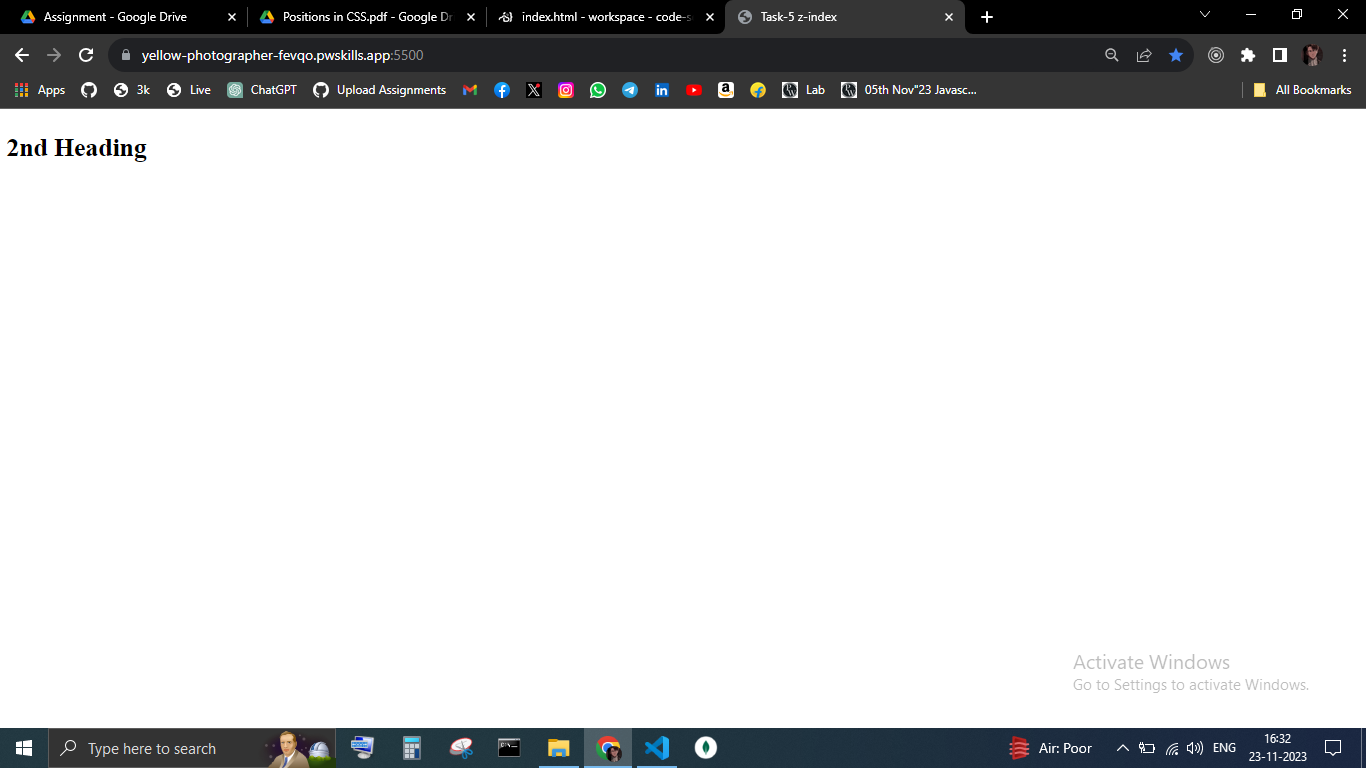 Assignment - Google Drive
Positions in CSS.pdf - Google Dr
index.html - workspace - code-s
Task-5 z-index
yellow-photographer-fevqo.pwskills.app:5500
Apps 3k Live ChatGPT Upload Assignments Lab 05th Nov"23 Javasc... All Bookmarks
2nd Heading
Activate Windows
Go to Settings to activate Windows.
Type here to search
Air: Poor
ENG
16:32
23-11-2023